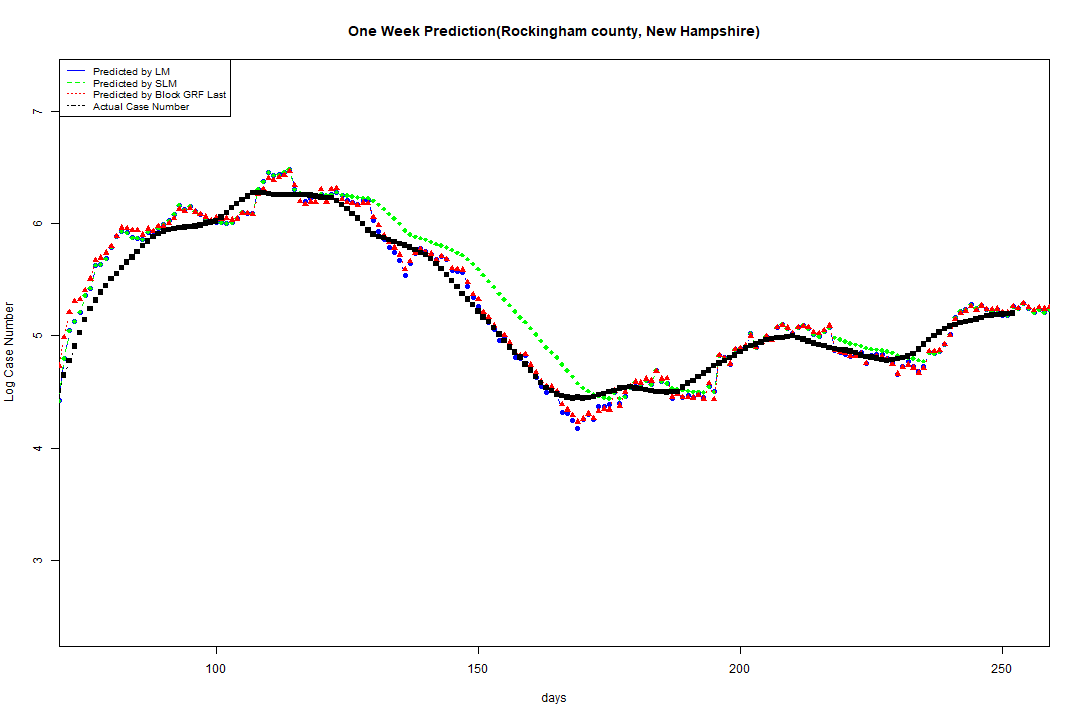 One Week Prediction(Rockingham county, New Hampshire)
Predicted by LM
Predicted by SLM
Predicted by Block GRF Last
Actual Case Number
7
6
5
4
3
Log Case Number
100 150 200 250
days